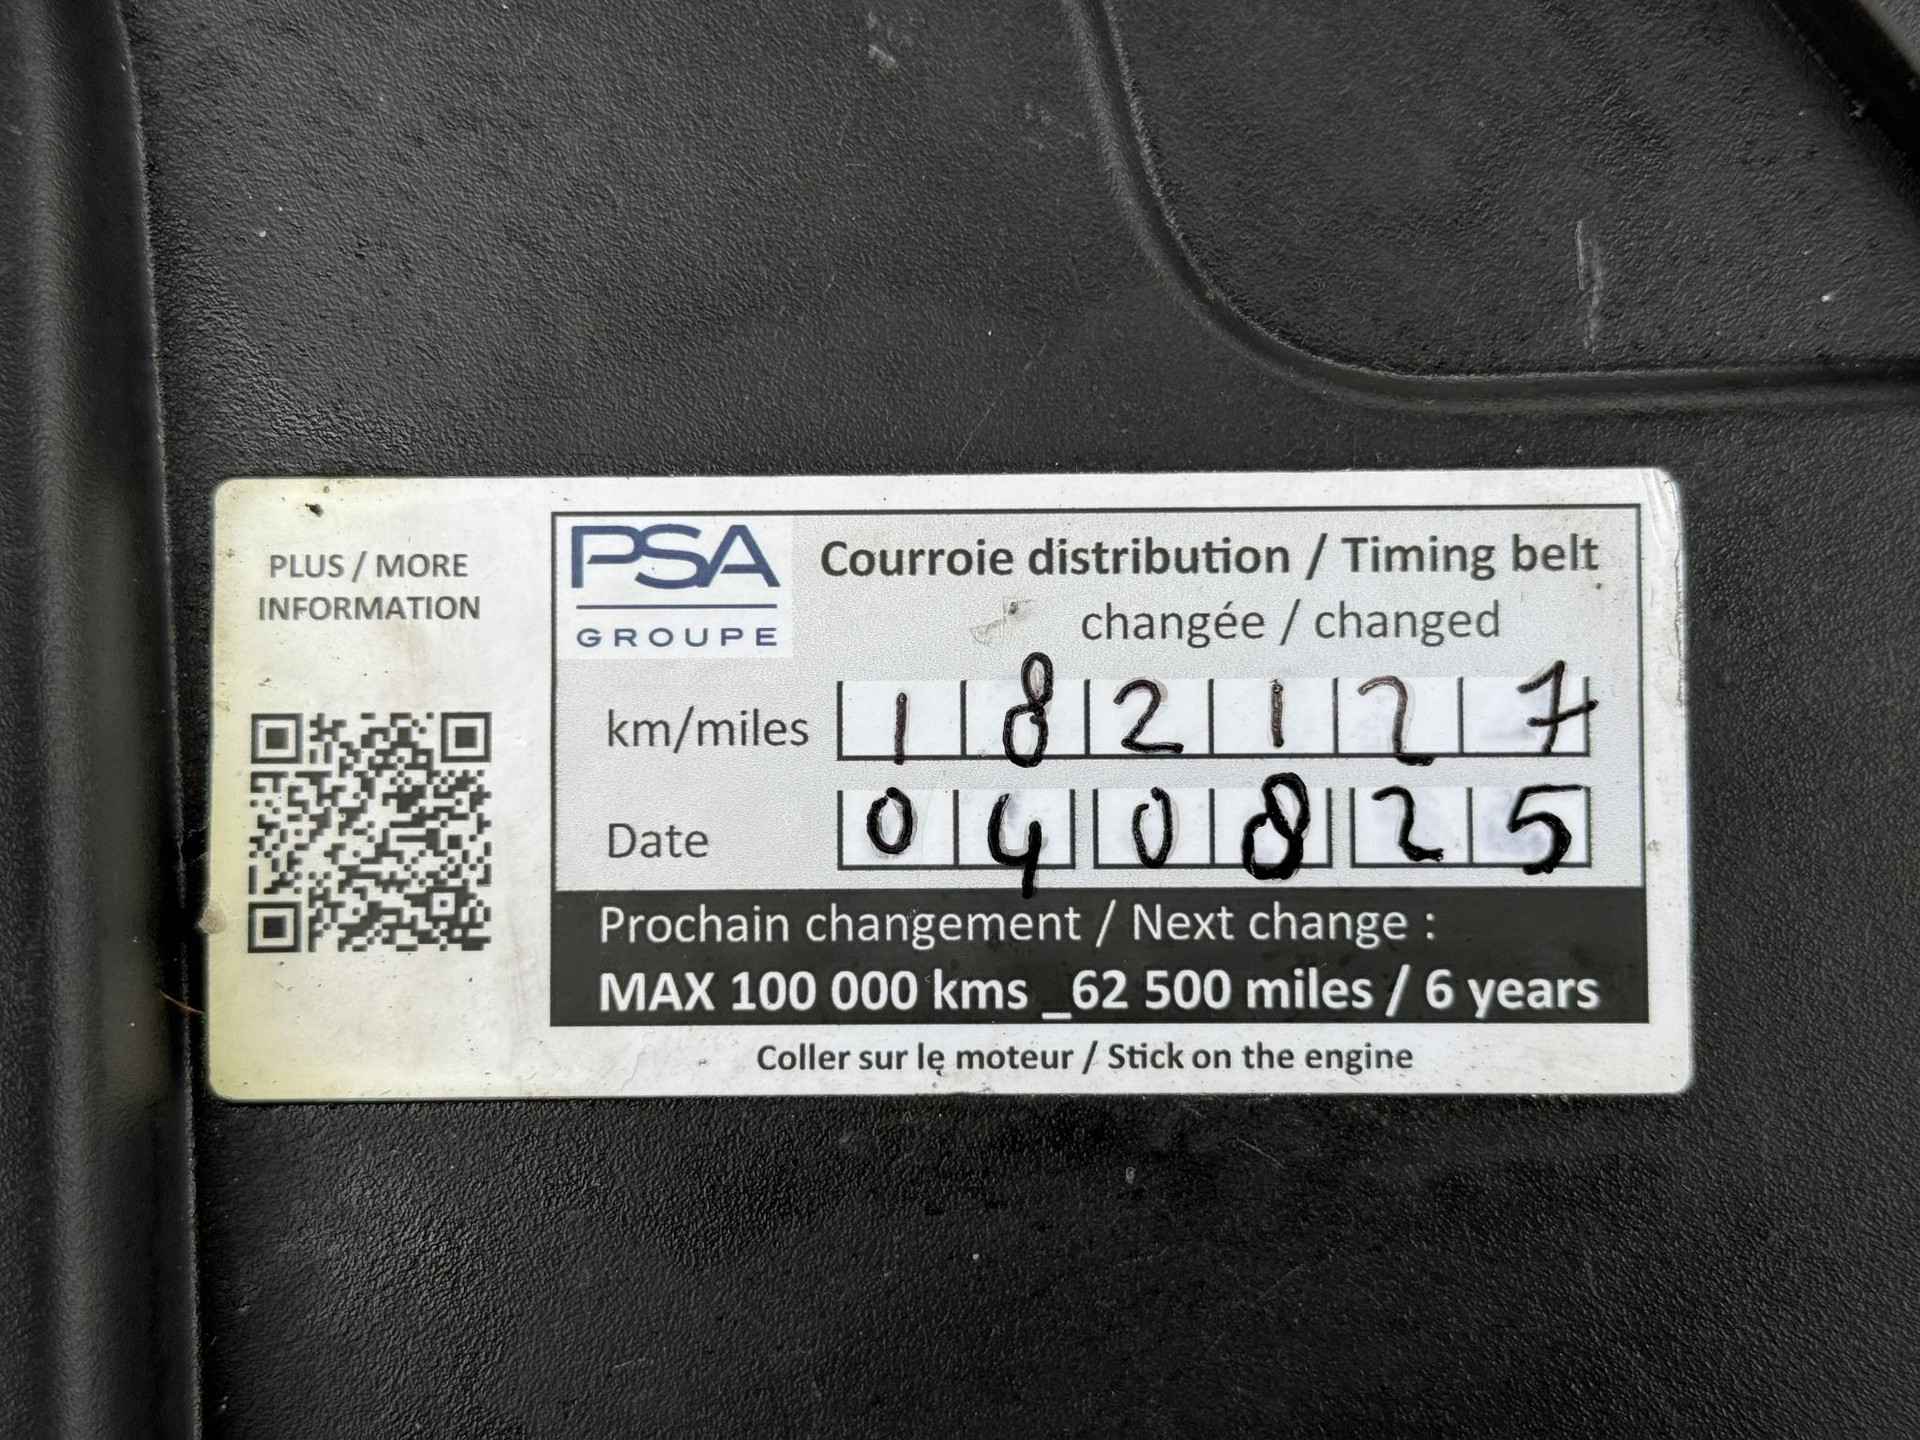 PLUS / MORE
INFORMATION
PSA
GROUPE
Courroie distribution / Timing belt
changée / changed
km/miles 182127
Date 040825
Prochain changement / Next change :
MAX 100 000 kms _62 500 miles / 6 years
Coller sur le moteur / Stick on the engine